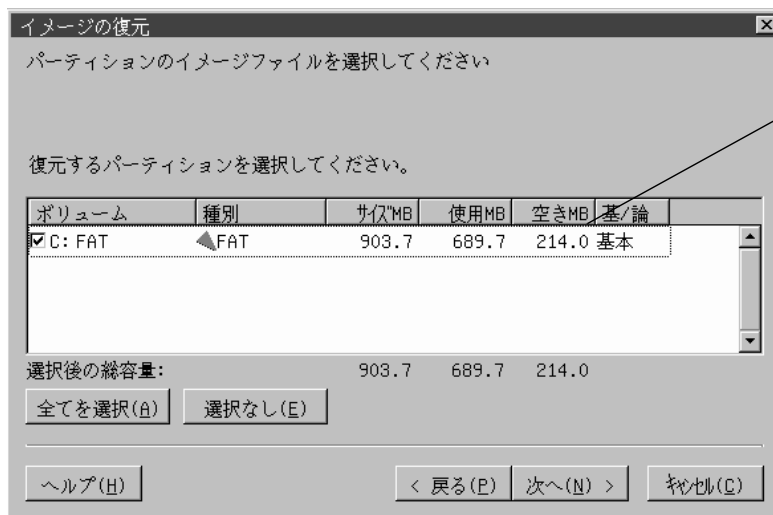 イメージの復元
パーティションのイメージファイルを選択してください
復元するパーティションを選択してください。
ボリューム 種別 サイズMB 使用MB 空きMB 基/論
C: FAT FAT 903.7 689.7 214.0 基本
選択後の総容量: 903.7 689.7 214.0
全てを選択(A) 選択なし(E)
ヘルプ(H) < 戻る(P) 次へ(N) > キャンセル(C)